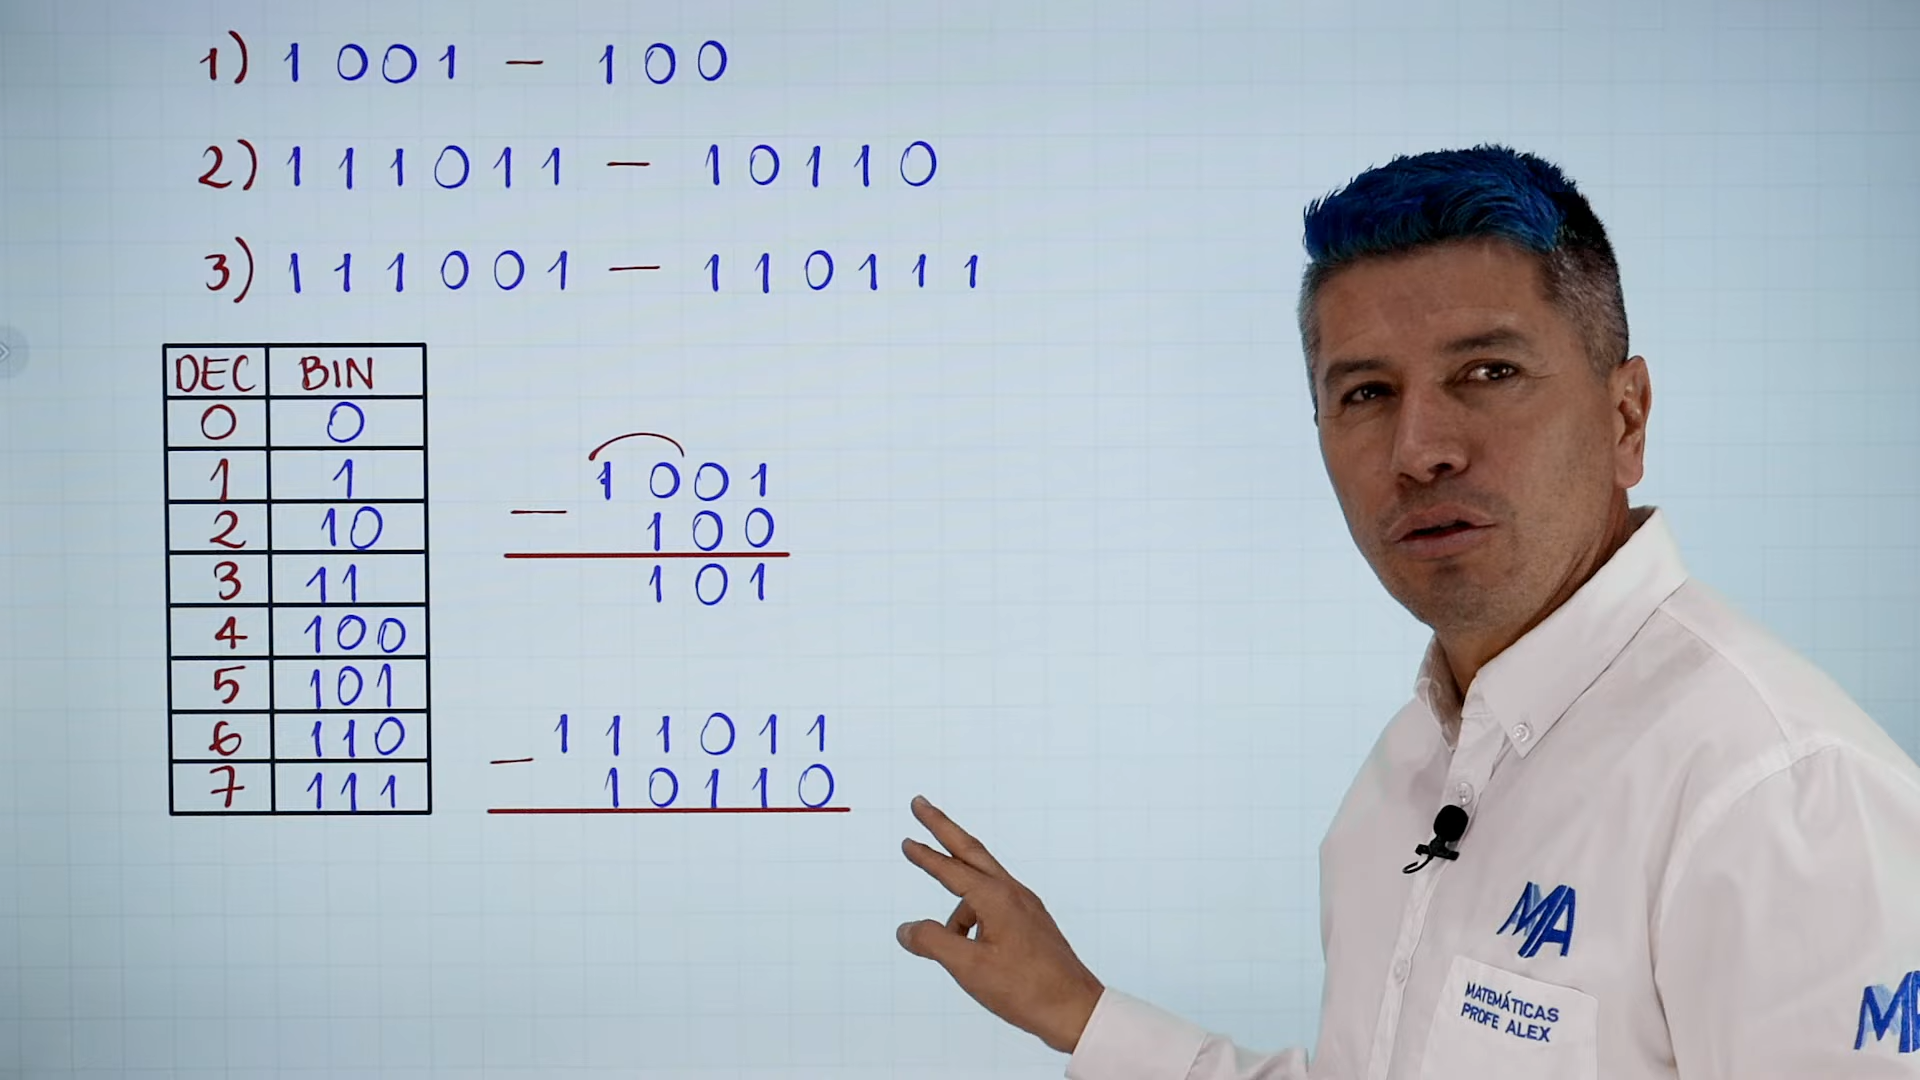 1) 1001 - 100
2) 111011 - 10110
3) 111001 - 110111
DEC BIN
0 0
1 1
2 10
3 11
4 100
5 101
6 110
7 111
1001
- 100
101
111011
- 10110
MA
MATEMÁTICAS
PROFE ALEX